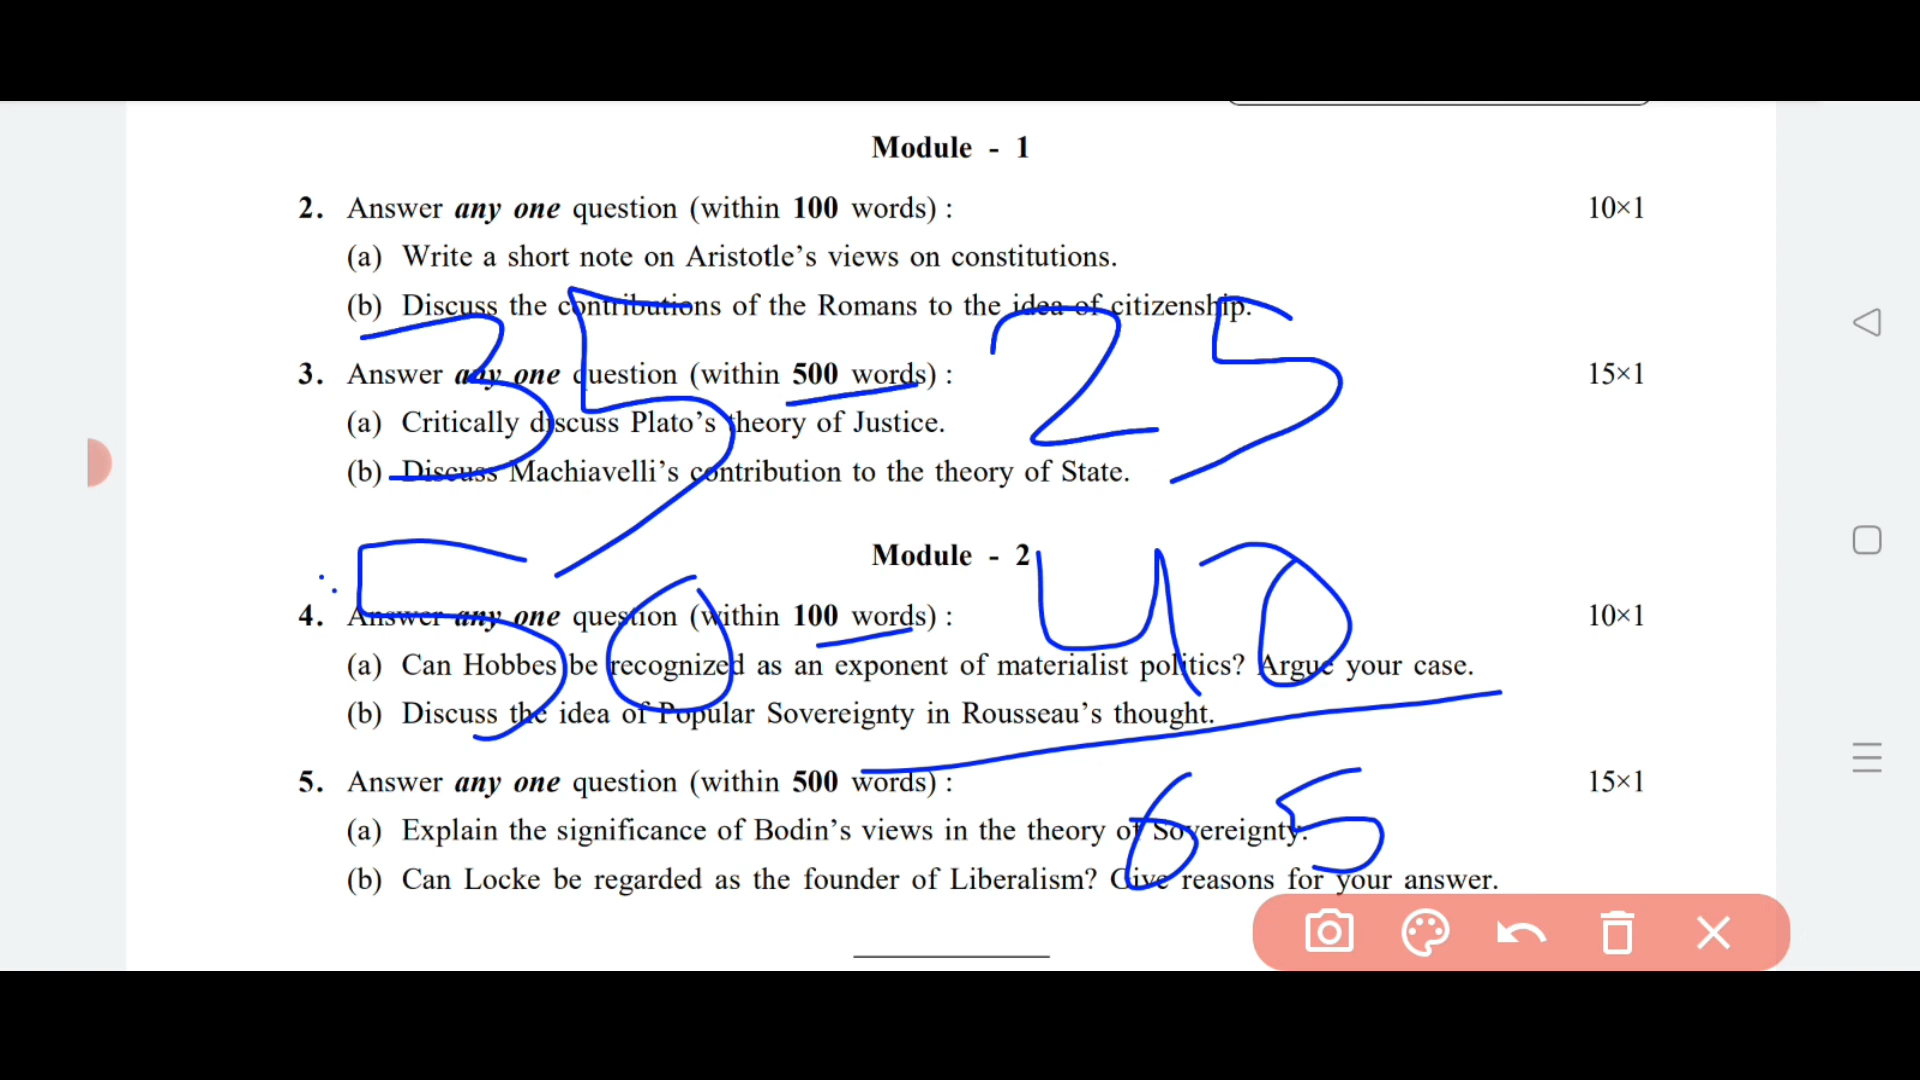 Module - 1
2. Answer any one question (within 100 words) : 10×1
(a) Write a short note on Aristotle’s views on constitutions.
(b) Discuss the contributions of the Romans to the idea of citizenship.
35 25
3. Answer any one question (within 500 words) : 15×1
(a) Critically discuss Plato’s theory of Justice.
(b) Discuss Machiavelli’s contribution to the theory of State.
Module - 2
50 40
4. Answer any one question (within 100 words) : 10×1
(a) Can Hobbes be recognized as an exponent of materialist politics? Argue your case.
(b) Discuss the idea of Popular Sovereignty in Rousseau’s thought.
5. Answer any one question (within 500 words) : 15×1
65
(a) Explain the significance of Bodin’s views in the theory of Sovereignty.
(b) Can Locke be regarded as the founder of Liberalism? Give reasons for your answer.